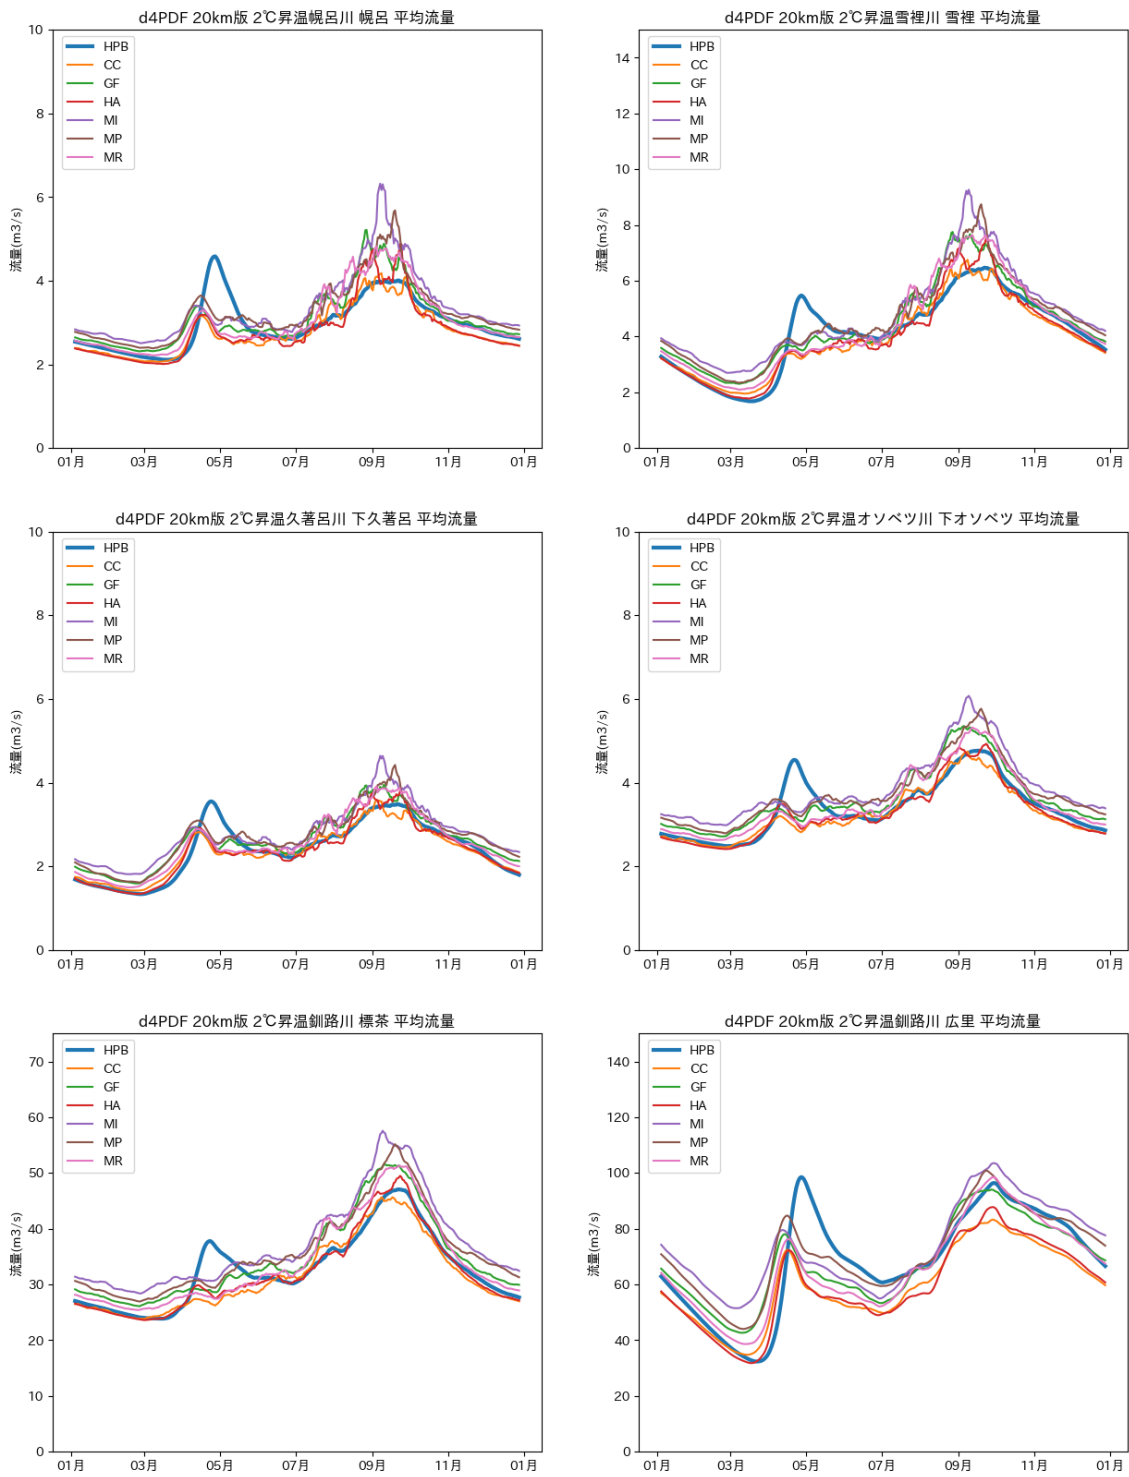 d4PDF 20km版 2℃昇温幌呂川 幌呂 平均流量
10
8
6
4
2
0
流量(m3/s)
HPB
CC
GF
HA
MI
MP
MR
01月 03月 05月 07月 09月 11月 01月
d4PDF 20km版 2℃昇温雪裡川 雪裡 平均流量
14
12
10
8
6
4
2
0
流量(m3/s)
HPB
CC
GF
HA
MI
MP
MR
01月 03月 05月 07月 09月 11月 01月
d4PDF 20km版 2℃昇温久著呂川 下久著呂 平均流量
10
8
6
4
2
0
流量(m3/s)
HPB
CC
GF
HA
MI
MP
MR
01月 03月 05月 07月 09月 11月 01月
d4PDF 20km版 2℃昇温オソベツ川 下オソベツ 平均流量
10
8
6
4
2
0
流量(m3/s)
HPB
CC
GF
HA
MI
MP
MR
01月 03月 05月 07月 09月 11月 01月
d4PDF 20km版 2℃昇温釧路川 標茶 平均流量
70
60
50
40
30
20
10
0
流量(m3/s)
HPB
CC
GF
HA
MI
MP
MR
01月 03月 05月 07月 09月 11月 01月
d4PDF 20km版 2℃昇温釧路川 広里 平均流量
140
120
100
80
60
40
20
0
流量(m3/s)
HPB
CC
GF
HA
MI
MP
MR
01月 03月 05月 07月 09月 11月 01月